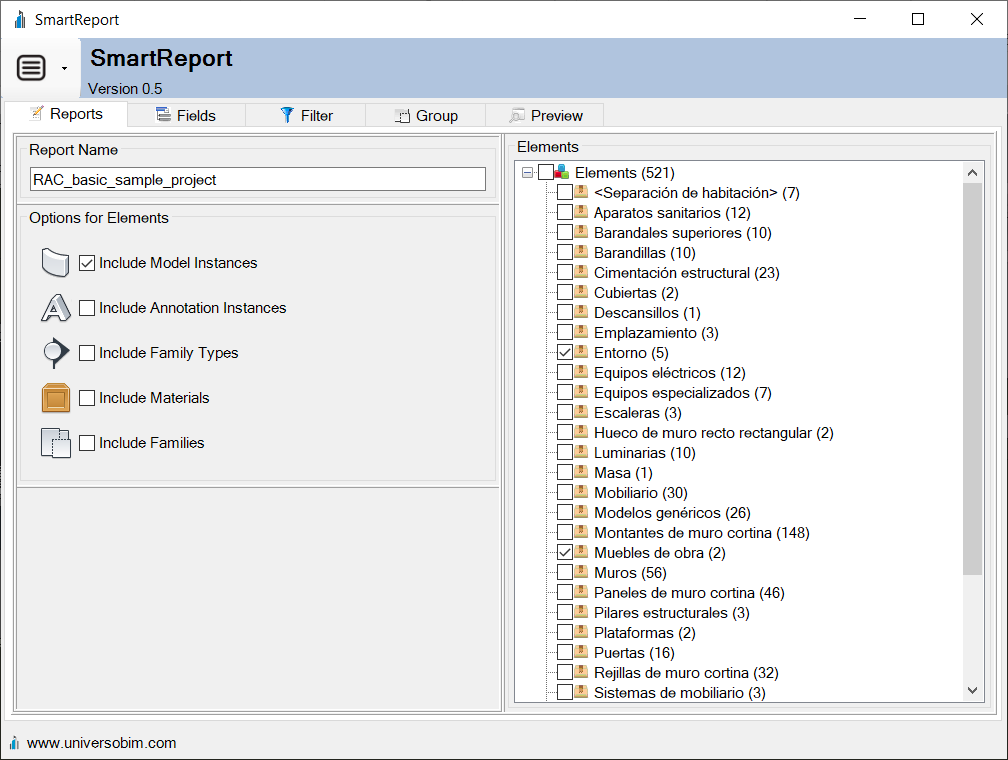 SmartReport
SmartReport
Version 0.5
Reports
Fields
Filter
Group
Preview
Report Name
RAC_basic_sample_project
Options for Elements
Include Model Instances
Include Annotation Instances
Include Family Types
Include Materials
Include Families
Elements
Elements (521)
<Separación de habitación> (7)
Aparatos sanitarios (12)
Barandales superiores (10)
Barandillas (10)
Cimentación estructural (23)
Cubiertas (2)
Descansillos (1)
Emplazamiento (3)
Entorno (5)
Equipos eléctricos (12)
Equipos especializados (7)
Escaleras (3)
Hueco de muro recto rectangular (2)
Luminarias (10)
Masa (1)
Mobiliario (30)
Modelos genéricos (26)
Montantes de muro cortina (148)
Muebles de obra (2)
Muros (56)
Paneles de muro cortina (46)
Pilares estructurales (3)
Plataformas (2)
Puertas (16)
Rejillas de muro cortina (32)
Sistemas de mobiliario (3)
www.universobim.com